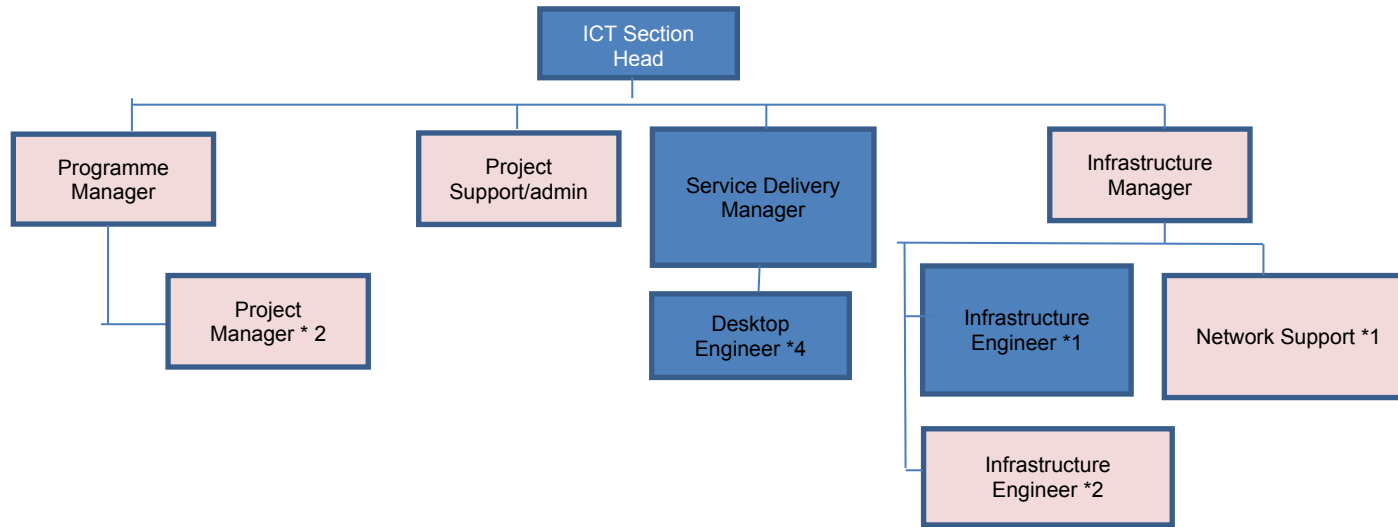 ICT Section
Head
Programme
Manager
Project
Support/admin
Service Delivery
Manager
Infrastructure
Manager
Project
Manager * 2
Desktop
Engineer *4
Infrastructure
Engineer *1
Network Support *1
Infrastructure
Engineer *2